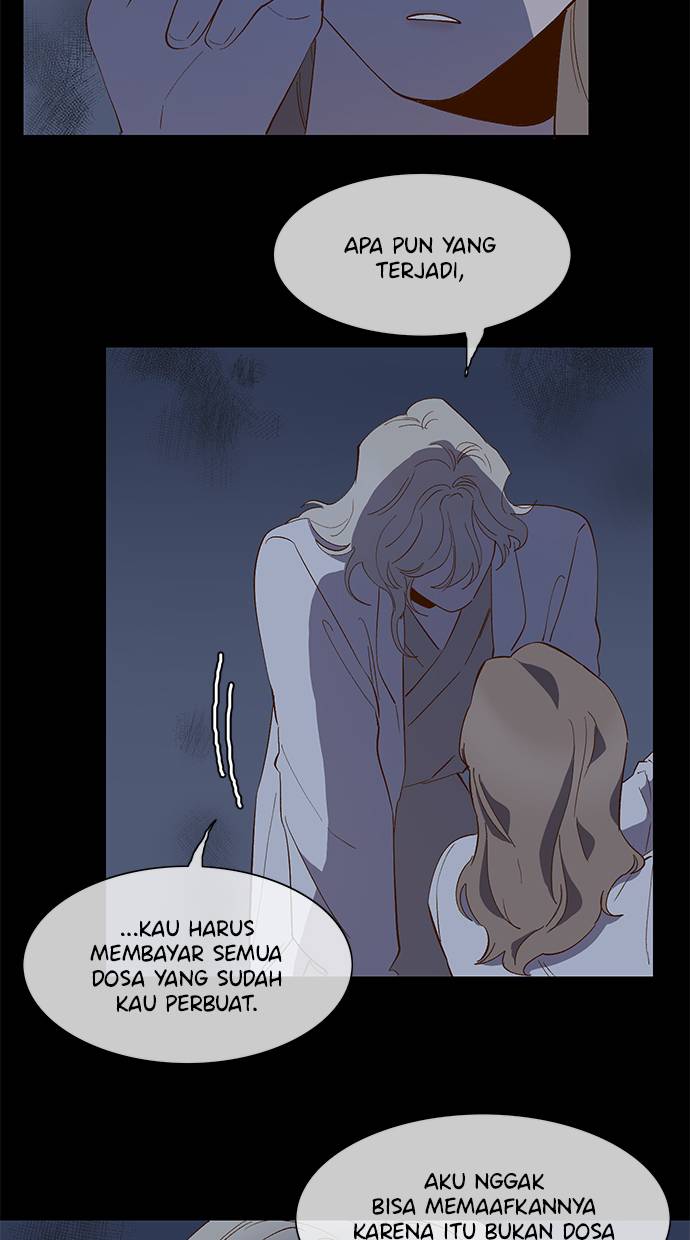 APA PUN YANG
TERJADI,
...KAU HARUS
MEMBAYAR SEMUA
DOSA YANG SUDAH
KAU PERBUAT.
AKU NGGAK
BISA MEMAAFKANNYA
KARENA ITU BUKAN DOSA